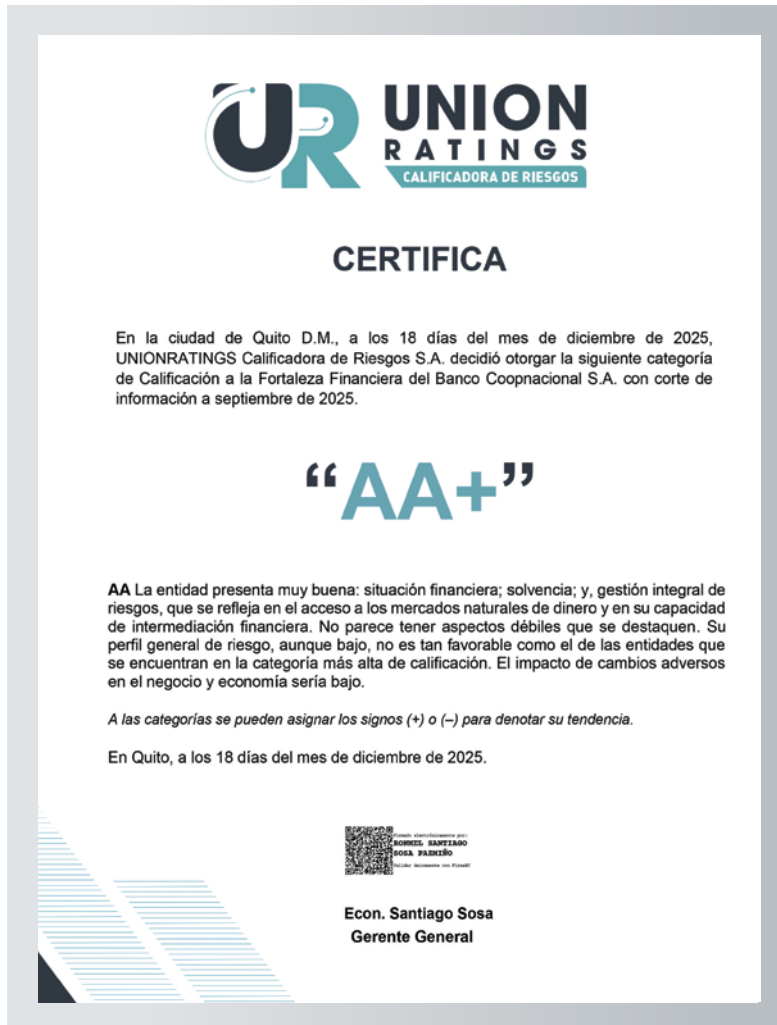 UR UNION
RATINGS
CALIFICADORA DE RIESGOS
CERTIFICA
En la ciudad de Quito D.M., a los 18 días del mes de diciembre de 2025,
UNIONRATINGS Calificadora de Riesgos S.A. decidió otorgar la siguiente categoría
de Calificación a la Fortaleza Financiera del Banco Coopnacional S.A. con corte de
información a septiembre de 2025.
“AA+”
AA La entidad presenta muy buena: situación financiera; solvencia; y, gestión integral de
riesgos, que se refleja en el acceso a los mercados naturales de dinero y en su capacidad
de intermediación financiera. No parece tener aspectos débiles que se destaquen. Su
perfil general de riesgo, aunque bajo, no es tan favorable como el de las entidades que
se encuentran en la categoría más alta de calificación. El impacto de cambios adversos
en el negocio y economía sería bajo.
A las categorías se pueden asignar los signos (+) o (–) para denotar su tendencia.
En Quito, a los 18 días del mes de diciembre de 2025.
Firmado electrónicamente por:
RONMEL SANTIAGO
SOSA PAZMIÑO
Validar únicamente con FirmaEC
Econ. Santiago Sosa
Gerente General